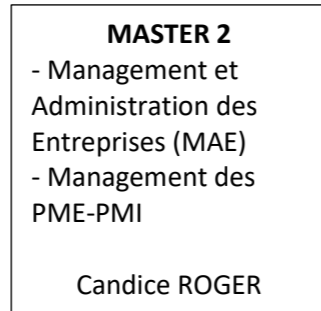 MASTER 2
- Management et
Administration des
Entreprises (MAE)
- Management des
PME-PMI
Candice ROGER